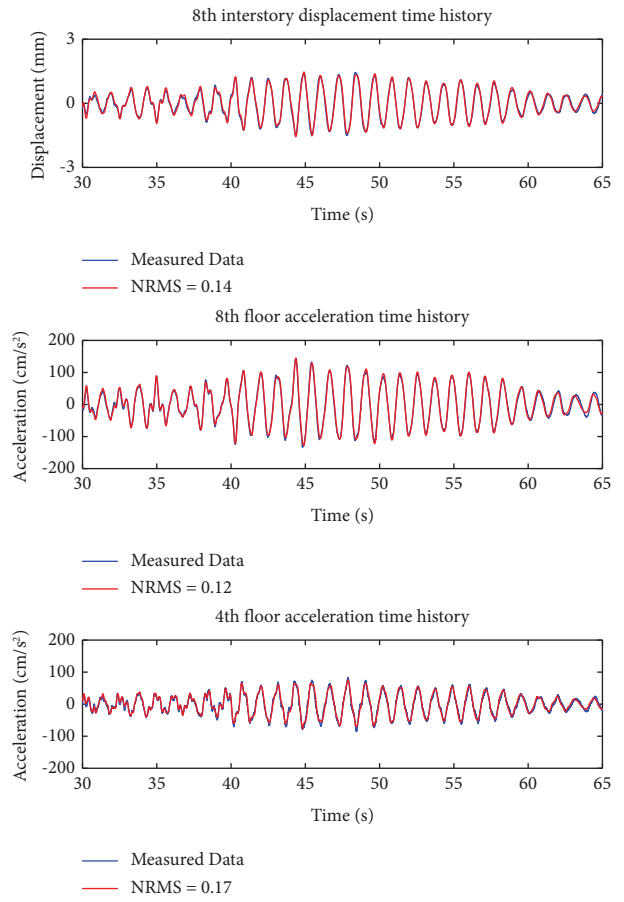 8th interstory displacement time history
3
0
-3
Displacement (mm)
30 35 40 45 50 55 60 65
Time (s)
Measured Data
NRMS = 0.14
8th floor acceleration time history
200
100
0
-100
-200
Acceleration (cm/s²)
30 35 40 45 50 55 60 65
Time (s)
Measured Data
NRMS = 0.12
4th floor acceleration time history
200
100
0
-100
-200
Acceleration (cm/s²)
30 35 40 45 50 55 60 65
Time (s)
Measured Data
NRMS = 0.17